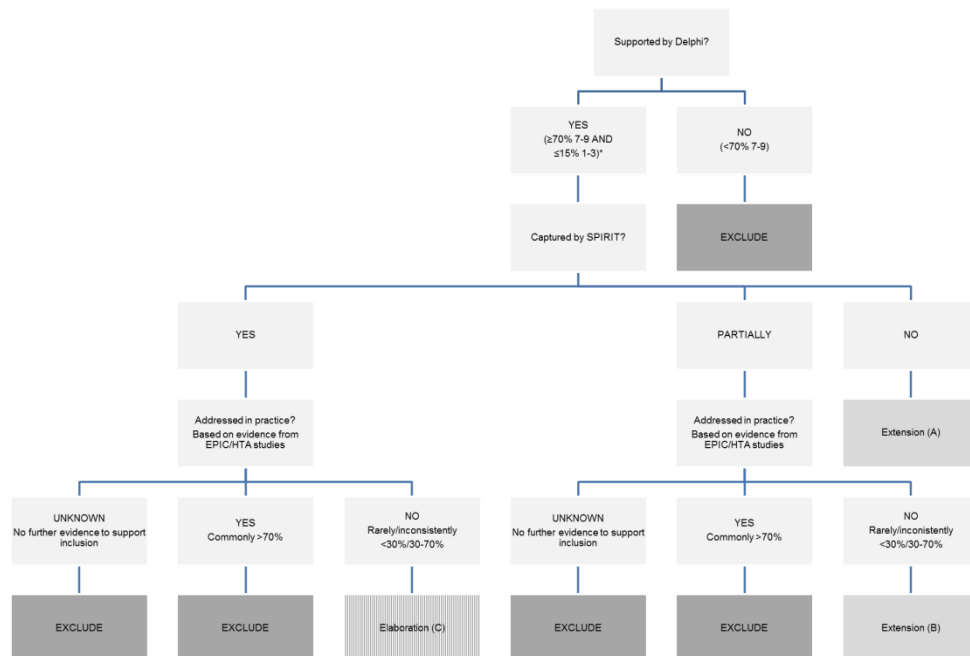 Supported by Delphi?
YES
(≥70% 7-9 AND
≤15% 1-3)*
NO
(<70% 7-9)
Captured by SPIRIT?
EXCLUDE
YES
PARTIALLY
NO
Addressed in practice?
Based on evidence from
EPIC/HTA studies
Addressed in practice?
Based on evidence from
EPIC/HTA studies
Extension (A)
UNKNOWN
No further evidence to support
inclusion
YES
Commonly >70%
NO
Rarely/inconsistently
<30%/30-70%
UNKNOWN
No further evidence to support
inclusion
YES
Commonly >70%
NO
Rarely/inconsistently
<30%/30-70%
EXCLUDE
EXCLUDE
Elaboration (C)
EXCLUDE
EXCLUDE
Extension (B)